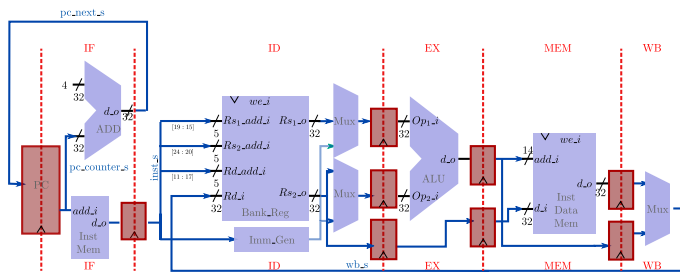 pc_next_s
IF
ID
EX
MEM
WB
4
32
d_o
32
ADD
32
pc_counter_s
PC
add_i
d_o
Inst
Mem
inst_s
[19 : 15]
[24 : 20]
[11 : 17]
5
5
5
32
we_i
Rs1_add_i
Rs2_add_i
Rd_add_i
Rd_i
Rs1_o
Rs2_o
32
32
Bank_Reg
Imm_Gen
Mux
Mux
32
32
Op1_i
Op2_i
d_o
ALU
14
32
we_i
add_i
d_o
d_i
Inst
Data
Mem
32
Mux
wb_s
IF
ID
EX
MEM
WB